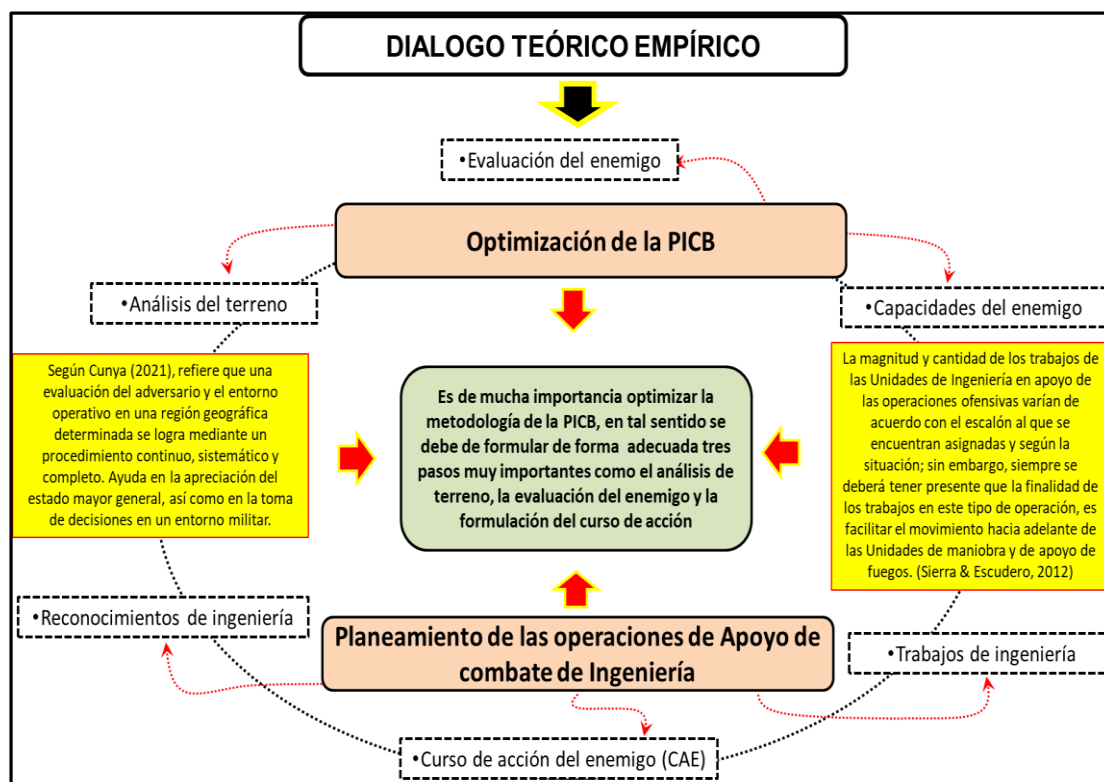 DIALOGO TEÓRICO EMPÍRICO
•Evaluación del enemigo
Optimización de la PICB
•Análisis del terreno
•Capacidades del enemigo
Según Cunya (2021), refiere que una
evaluación del adversario y el entorno
operativo en una región geográfica
determinada se logra mediante un
procedimiento continuo, sistemático y
completo. Ayuda en la apreciación del
estado mayor general, así como en la toma
de decisiones en un entorno militar.
Es de mucha importancia optimizar la
metodología de la PICB, en tal sentido se
debe de formular de forma adecuada tres
pasos muy importantes como el análisis de
terreno, la evaluación del enemigo y la
formulación del curso de acción
La magnitud y cantidad de los trabajos de
las Unidades de Ingeniería en apoyo de
las operaciones ofensivas varían de
acuerdo con el escalón al que se
encuentran asignadas y según la
situación; sin embargo, siempre se
deberá tener presente que la finalidad de
los trabajos en este tipo de operación, es
facilitar el movimiento hacia adelante de
las Unidades de maniobra y de apoyo de
fuegos. (Sierra & Escudero, 2012)
•Reconocimientos de ingeniería
Planeamiento de las operaciones de Apoyo de
combate de Ingeniería
•Trabajos de ingeniería
•Curso de acción del enemigo (CAE)